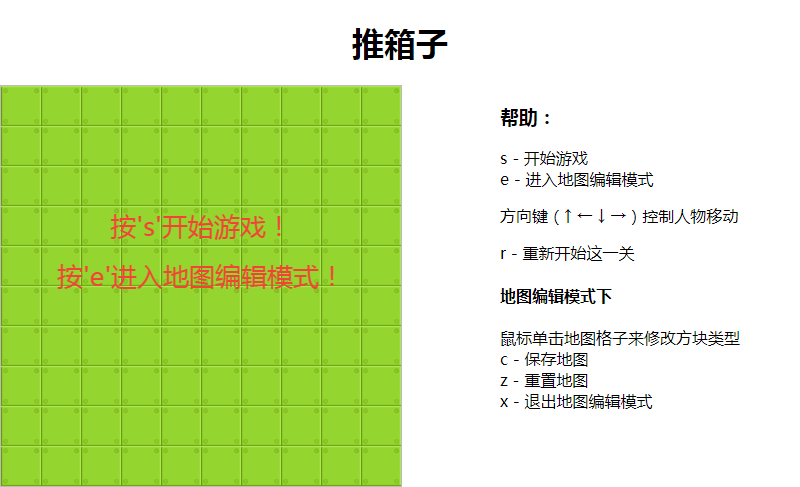 推箱子
按's'开始游戏！
按'e'进入地图编辑模式！
帮助：
s - 开始游戏
e - 进入地图编辑模式
方向键（↑←↓→）控制人物移动
r - 重新开始这一关
地图编辑模式下
鼠标单击地图格子来修改方块类型
c - 保存地图
z - 重置地图
x - 退出地图编辑模式